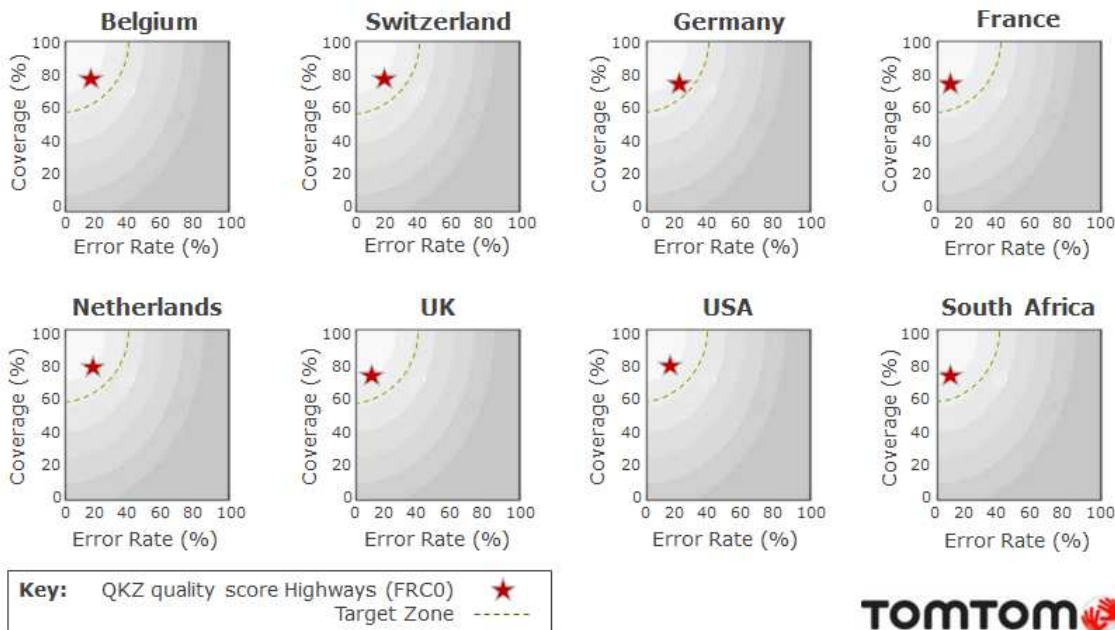 Belgium
Switzerland
Germany
France
Coverage (%)
100
80
60
40
20
0
0 20 40 60 80 100
Error Rate (%)
Coverage (%)
100
80
60
40
20
0
0 20 40 60 80 100
Error Rate (%)
Coverage (%)
100
80
60
40
20
0
0 20 40 60 80 100
Error Rate (%)
Coverage (%)
100
80
60
40
20
0
0 20 40 60 80 100
Error Rate (%)
Netherlands
UK
USA
South Africa
Coverage (%)
100
80
60
40
20
0
0 20 40 60 80 100
Error Rate (%)
Coverage (%)
100
80
60
40
20
0
0 20 40 60 80 100
Error Rate (%)
Coverage (%)
100
80
60
40
20
0
0 20 40 60 80 100
Error Rate (%)
Coverage (%)
100
80
60
40
20
0
0 20 40 60 80 100
Error Rate (%)
Key: QKZ quality score Highways (FRC0)
Target Zone
TOMTOM